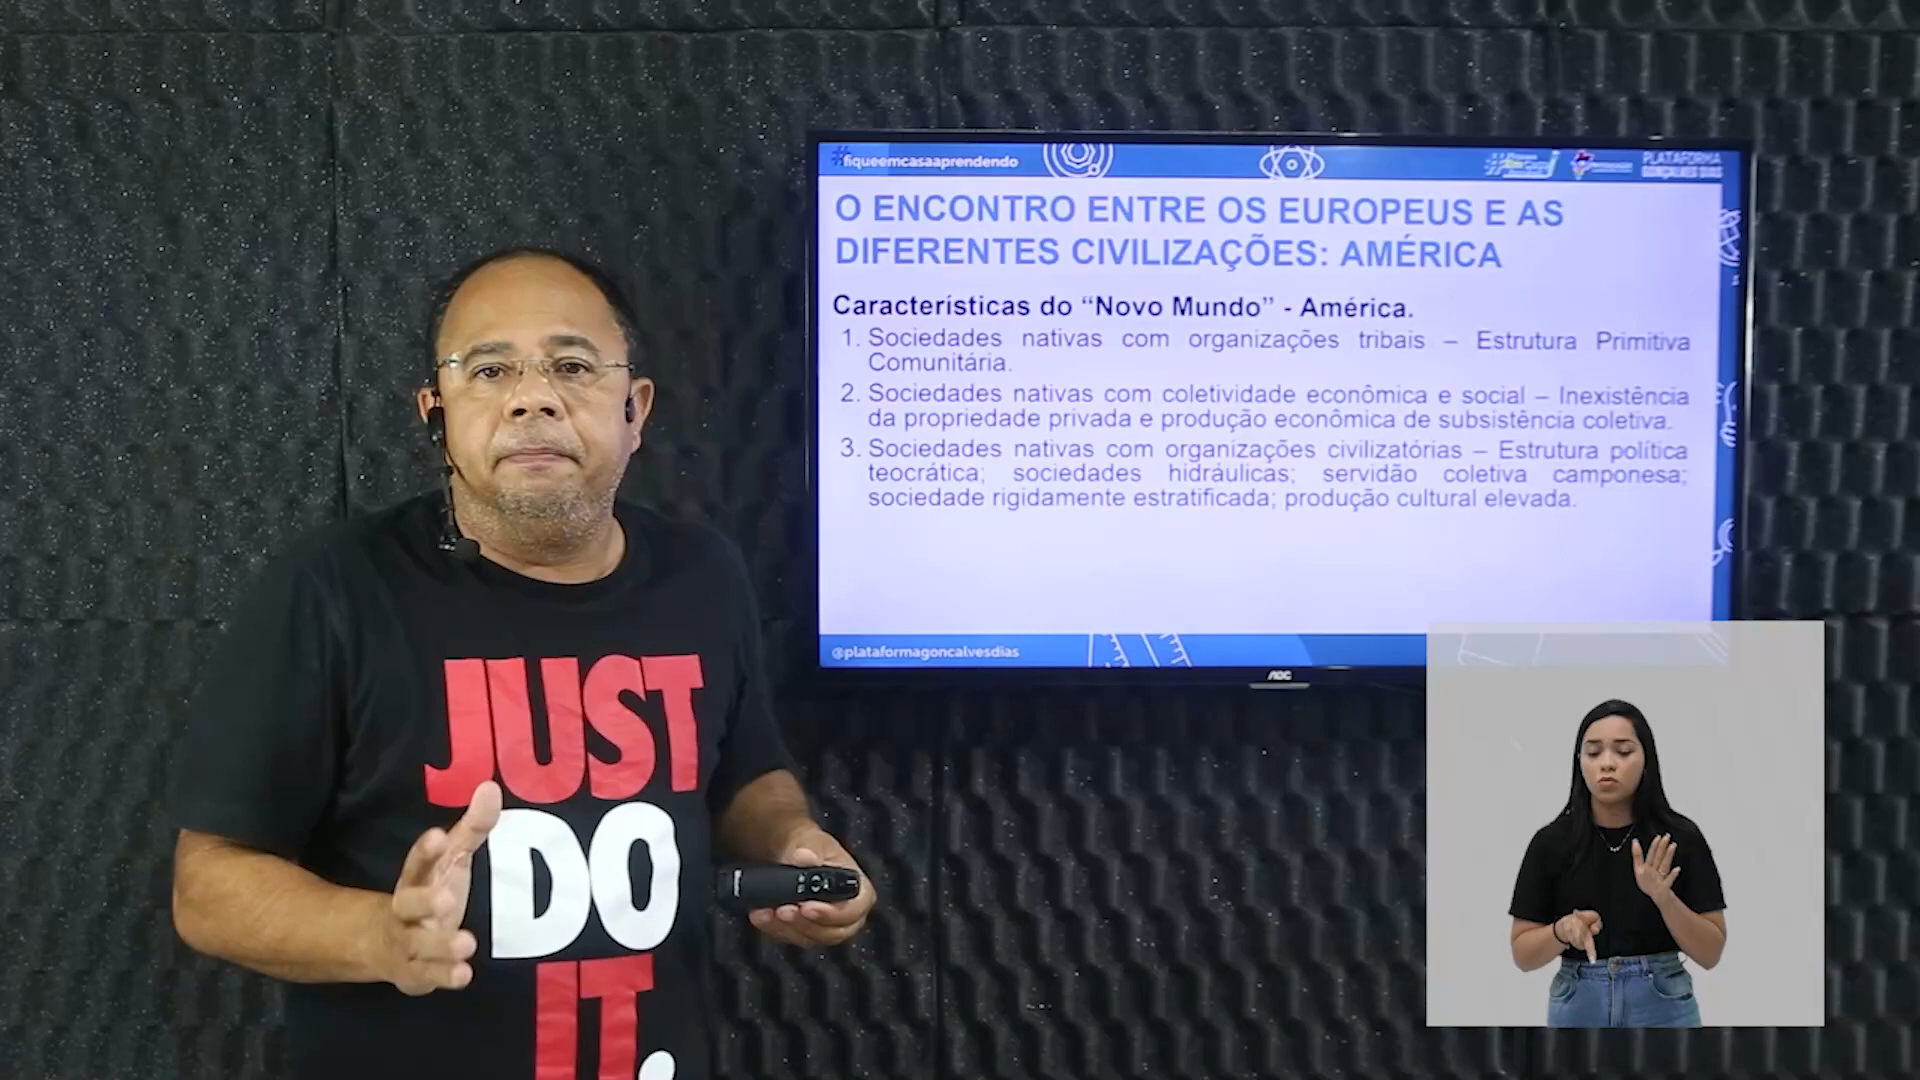 #fiqueemcasaaprendendo
PLATAFORMA
GONÇALVES DIAS
O ENCONTRO ENTRE OS EUROPEUS E AS
DIFERENTES CIVILIZAÇÕES: AMÉRICA
Características do “Novo Mundo” - América.
1. Sociedades nativas com organizações tribais – Estrutura Primitiva
Comunitária.
2. Sociedades nativas com coletividade econômica e social – Inexistência
da propriedade privada e produção econômica de subsistência coletiva.
3. Sociedades nativas com organizações civilizatórias – Estrutura política
teocrática; sociedades hidráulicas; servidão coletiva camponesa;
sociedade rigidamente estratificada; produção cultural elevada.
@plataformagoncalvesdias
AOC
JUST
DO
IT.